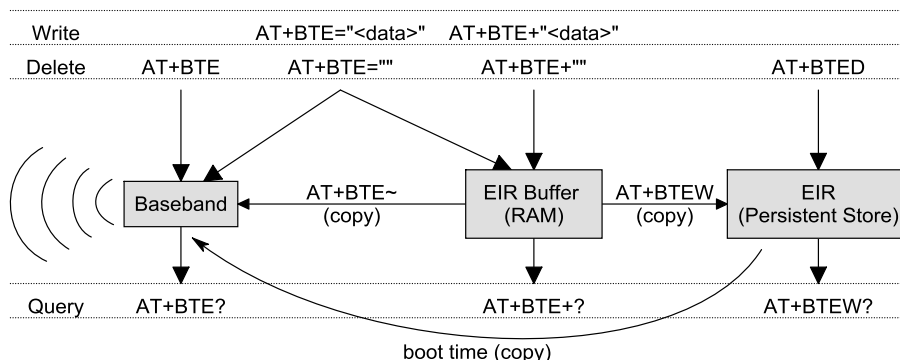 Write AT+BTE="<data>" AT+BTE+"<data>"
Delete AT+BTE AT+BTE="" AT+BTE+"" AT+BTED
Baseband
AT+BTE~
(copy)
EIR Buffer
(RAM)
AT+BTEW
(copy)
EIR
(Persistent Store)
Query AT+BTE? AT+BTE+? AT+BTEW?
boot time (copy)